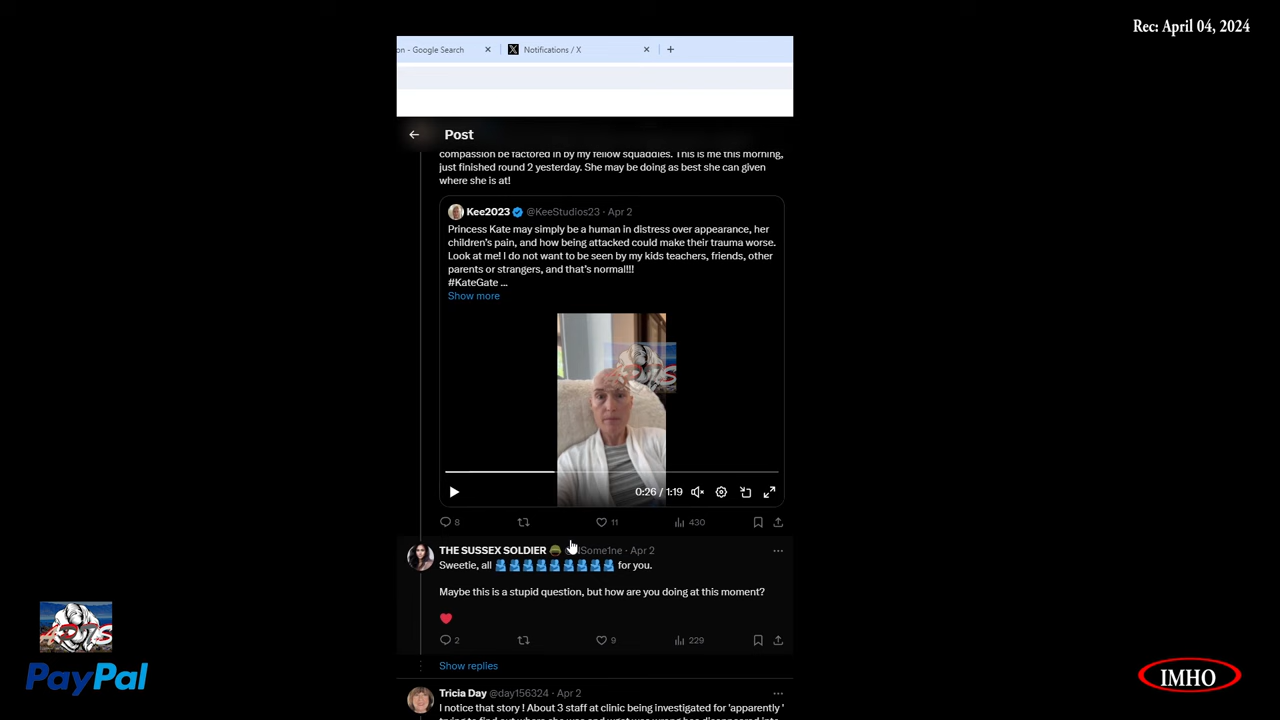 Rec: April 04, 2024
on - Google Search
Notifications / X
Post
compassion be factored in by my fellow squaddies. This is me this morning,
just finished round 2 yesterday. She may be doing as best she can given
where she is at!
Kee2023 @KeeStudios23 · Apr 2
Princess Kate may simply be a human in distress over appearance, her
children's pain, and how being attacked could make their trauma worse.
Look at me! I do not want to be seen by my kids teachers, friends, other
parents or strangers, and that's normal!!!
#KateGate ...
Show more
0:26 / 1:19
8 11 430
THE SUSSEX SOLDIER Some1ne · Apr 2
Sweetie, all for you.
Maybe this is a stupid question, but how are you doing at this moment?
2 9 229
Show replies
Tricia Day @day156324 · Apr 2
I notice that story ! About 3 staff at clinic being investigated for 'apparently '
PayPal
IMHO